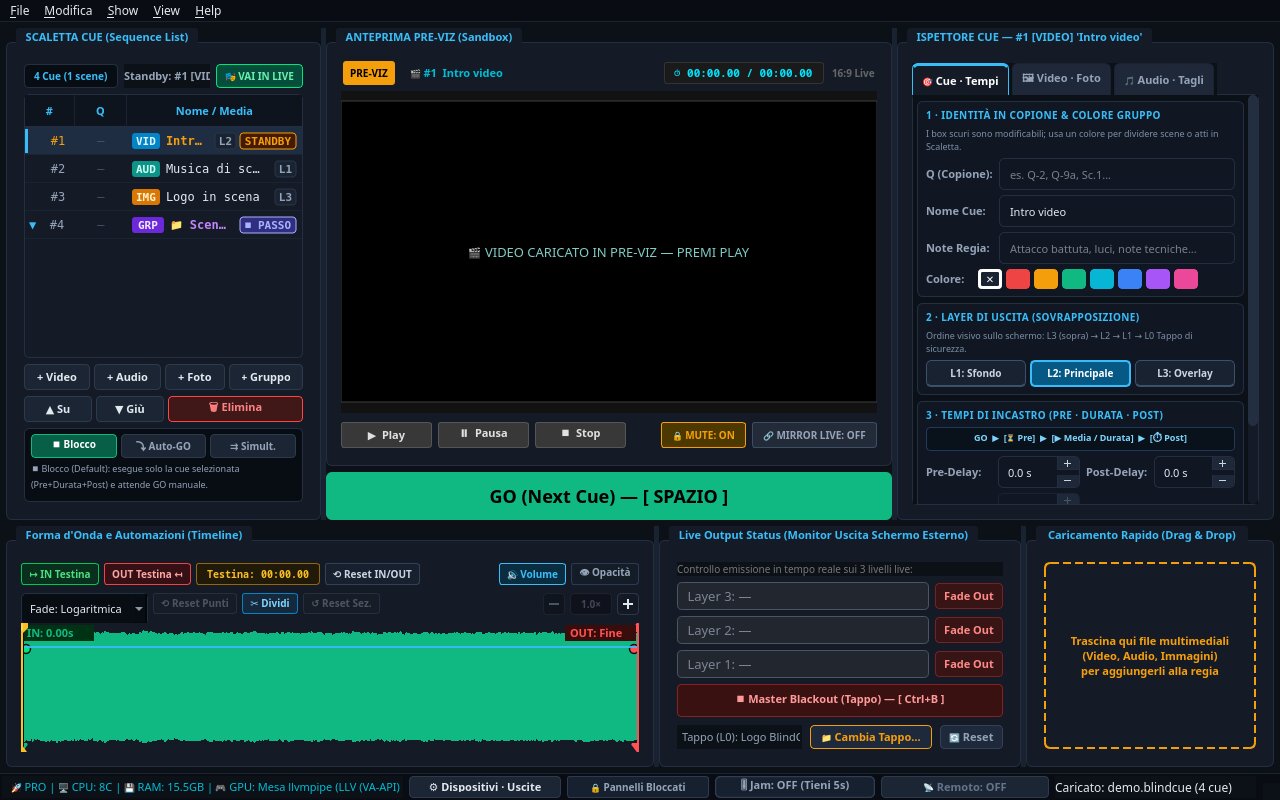 File Modifica Show View Help
SCALETTA CUE (Sequence List)
4 Cue (1 scene) Standby: #1 [VID VAI IN LIVE
# Q Nome / Media
#1 — VID Intr… L2 STANDBY
#2 — AUD Musica di sc… L1
#3 — IMG Logo in scena L3
▼ #4 — GRP Scen… ■ PASSO
+ Video + Audio + Foto + Gruppo
▲ Su ▼ Giù Elimina
■ Blocco Auto-GO ⇉ Simult.
■ Blocco (Default): esegue solo la cue selezionata
(Pre+Durata+Post) e attende GO manuale.
ANTEPRIMA PRE-VIZ (Sandbox)
PRE-VIZ #1 Intro video 00:00.00 / 00:00.00 16:9 Live
VIDEO CARICATO IN PRE-VIZ — PREMI PLAY
▶ Play Pausa Stop MUTE: ON MIRROR LIVE: OFF
GO (Next Cue) — [ SPAZIO ]
ISPETTORE CUE — #1 [VIDEO] 'Intro video'
Cue · Tempi Video · Foto Audio · Tagli
1 · IDENTITÀ IN COPIONE & COLORE GRUPPO
I box scuri sono modificabili; usa un colore per dividere scene o atti in
Scaletta.
Q (Copione): es. Q-2, Q-9a, Sc.1...
Nome Cue: Intro video
Note Regia: Attacco battuta, luci, note tecniche...
Colore: ✕
2 · LAYER DI USCITA (SOVRAPPOSIZIONE)
Ordine visivo sullo schermo: L3 (sopra) → L2 → L1 → L0 Tappo di
sicurezza.
L1: Sfondo L2: Principale L3: Overlay
3 · TEMPI DI INCASTRO (PRE · DURATA · POST)
GO ▶ [⏳ Pre] ▶ [▶ Media / Durata] ▶ [⏱ Post]
Pre-Delay: 0.0 s + − Post-Delay: 0.0 s + −
+
Forma d'Onda e Automazioni (Timeline)
↦ IN Testina OUT Testina ↤ Testina: 00:00.00 ⟲ Reset IN/OUT Volume Opacità
Fade: Logaritmica ⟲ Reset Punti ✂ Dividi ↺ Reset Sez. − 1.0× +
IN: 0.00s OUT: Fine
Live Output Status (Monitor Uscita Schermo Esterno)
Controllo emissione in tempo reale sui 3 livelli live:
Layer 3: — Fade Out
Layer 2: — Fade Out
Layer 1: — Fade Out
■ Master Blackout (Tappo) — [ Ctrl+B ]
Tappo (L0): Logo BlindC Cambia Tappo... Reset
Caricamento Rapido (Drag & Drop)
Trascina qui file multimediali
(Video, Audio, Immagini)
per aggiungerli alla regia
PRO | CPU: 8C | RAM: 15.5GB | GPU: Mesa llvmpipe (LLV (VA-API) Dispositivi · Uscite Pannelli Bloccati Jam: OFF (Tieni 5s) Remoto: OFF Caricato: demo.blindcue (4 cue)